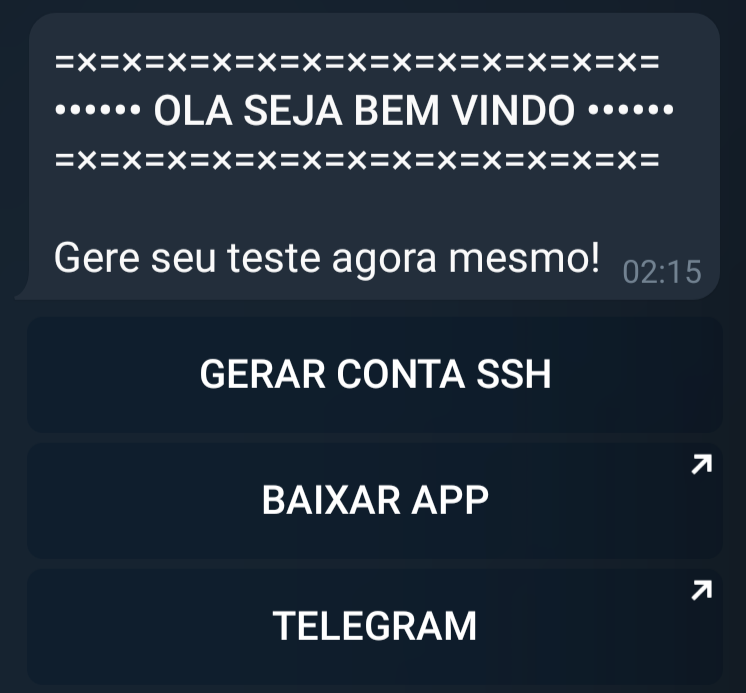 =×=×=×=×=×=×=×=×=×=×=×=×=×=
•••••• OLA SEJA BEM VINDO ••••••
=×=×=×=×=×=×=×=×=×=×=×=×=×=
Gere seu teste agora mesmo! 02:15
GERAR CONTA SSH
BAIXAR APP
TELEGRAM